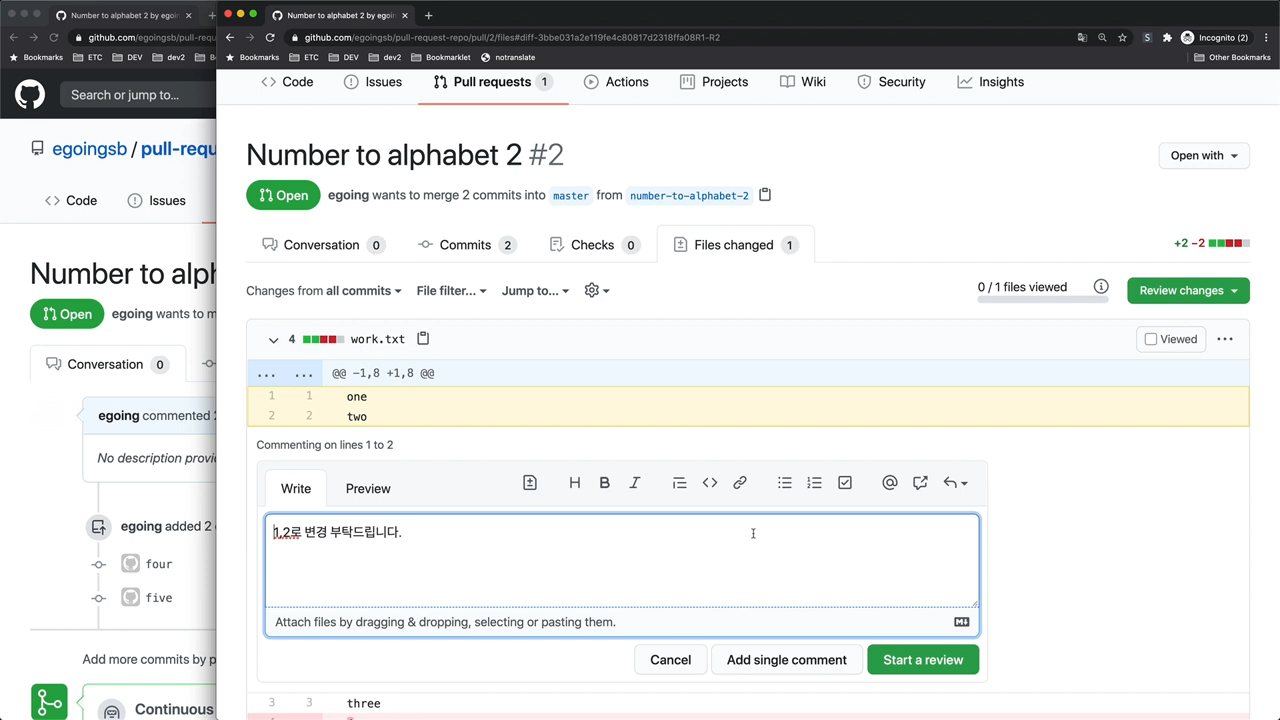 Number to alphabet 2 by egoin
github.com/egoingsb/pull-requ
Bookmarks ETC DEV dev2
Search or jump to...
egoingsb / pull-requ
Code Issues
Number to alp
Open egoing wants to m
Conversation 0
egoing commented 2
No description provi
egoing added 2
four
five
Add more commits by p
Continuous
Number to alphabet 2 by egoin
github.com/egoingsb/pull-request-repo/pull/2/files#diff-3bbe031a2e119fe4c80817d2318ffa08R1-R2
Incognito (2)
Bookmarks ETC DEV dev2 Bookmarklet notranslate Other Bookmarks
Code Issues Pull requests 1 Actions Projects Wiki Security Insights
Number to alphabet 2 #2
Open with
Open egoing wants to merge 2 commits into master from number-to-alphabet-2
Conversation 0 Commits 2 Checks 0 Files changed 1
+2 −2
Changes from all commits File filter... Jump to...
0 / 1 files viewed
Review changes
4 work.txt
Viewed
... ... @@ -1,8 +1,8 @@
1 1 one
2 2 two
Commenting on lines 1 to 2
Write Preview
H B I
1,2로 변경 부탁드립니다.
Attach files by dragging & dropping, selecting or pasting them.
Cancel Add single comment Start a review
3 3 three